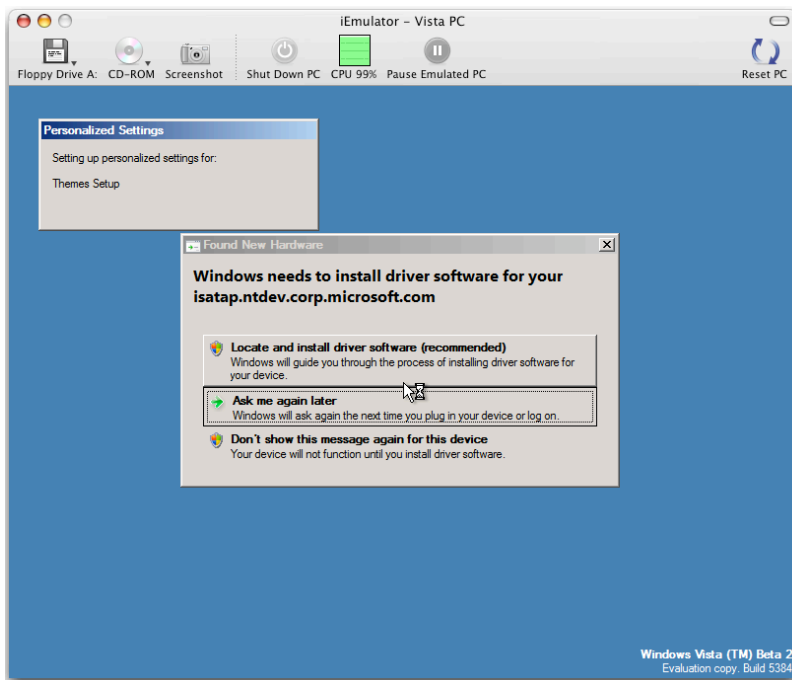 iEmulator – Vista PC
Floppy Drive A: CD-ROM Screenshot Shut Down PC CPU 99% Pause Emulated PC Reset PC
Personalized Settings
Setting up personalized settings for:
Themes Setup
Found New Hardware
Windows needs to install driver software for your
isatap.ntdev.corp.microsoft.com
Locate and install driver software (recommended)
Windows will guide you through the process of installing driver software for
your device.
Ask me again later
Windows will ask again the next time you plug in your device or log on.
Don't show this message again for this device
Your device will not function until you install driver software.
Windows Vista (TM) Beta 2
Evaluation copy. Build 5384